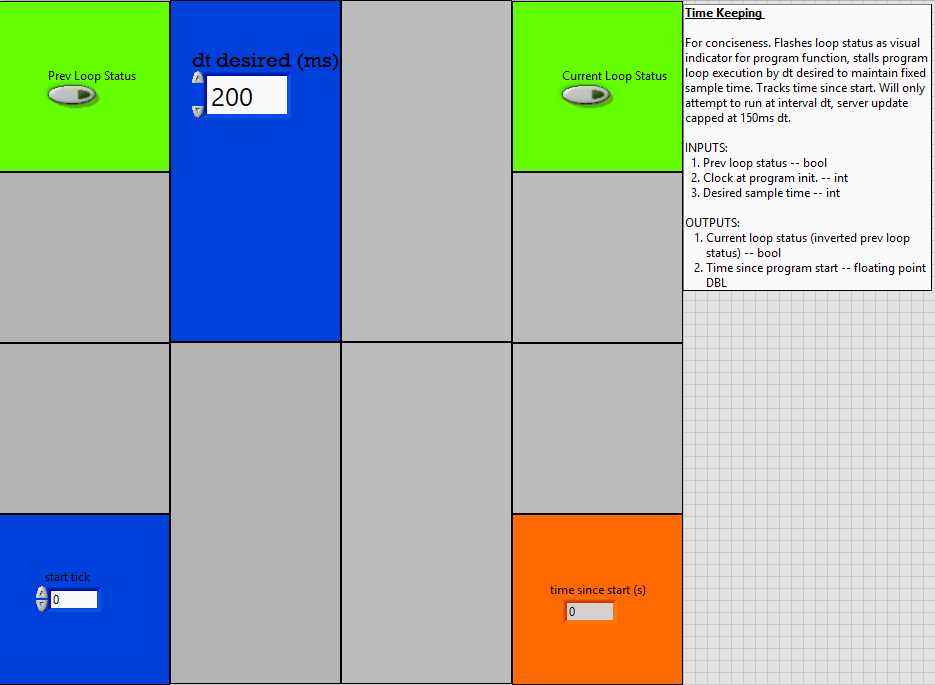 Prev Loop Status
dt desired (ms)
200
Current Loop Status
start tick
0
time since start (s)
0
Time Keeping
For conciseness. Flashes loop status as visual
indicator for program function, stalls program
loop execution by dt desired to maintain fixed
sample time. Tracks time since start. Will only
attempt to run at interval dt, server update
capped at 150ms dt.
INPUTS:
1. Prev loop status -- bool
2. Clock at program init. -- int
3. Desired sample time -- int
OUTPUTS:
1. Current loop status (inverted prev loop
status) -- bool
2. Time since program start -- floating point
DBL